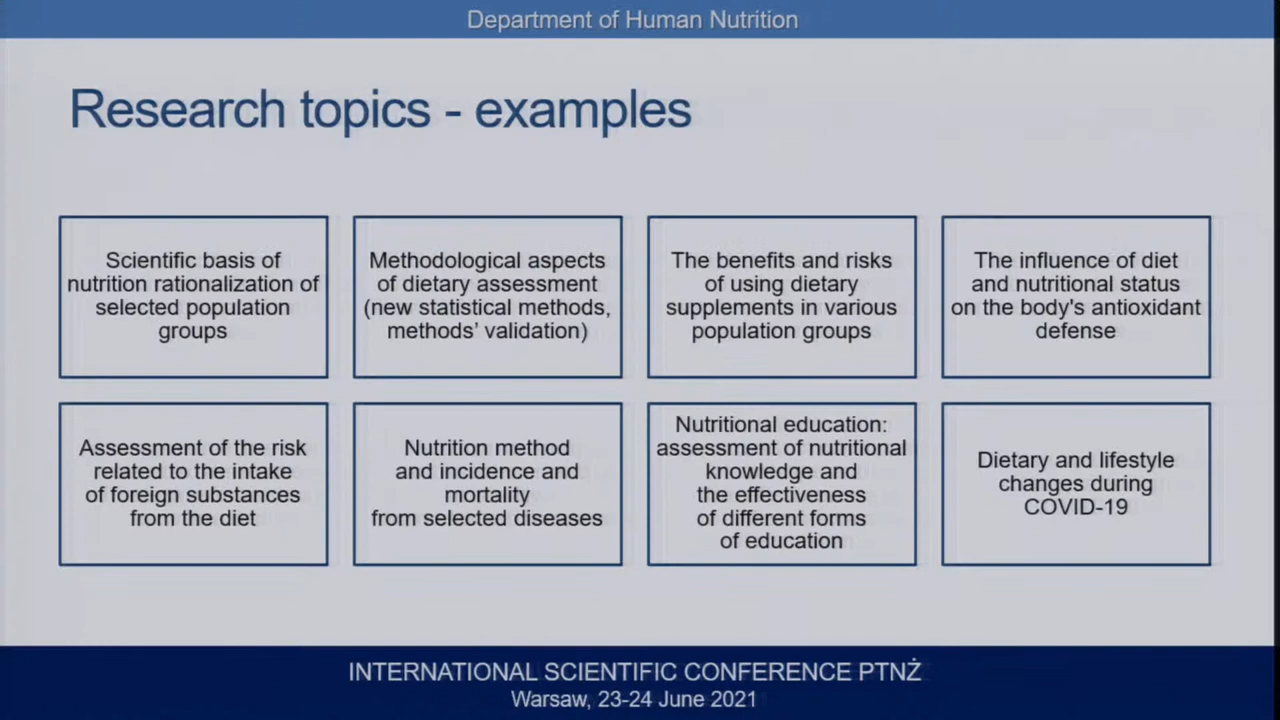 Department of Human Nutrition
Research topics - examples
Scientific basis of
nutrition rationalization of
selected population
groups
Methodological aspects
of dietary assessment
(new statistical methods,
methods' validation)
The benefits and risks
of using dietary
supplements in various
population groups
The influence of diet
and nutritional status
on the body's antioxidant
defense
Assessment of the risk
related to the intake
of foreign substances
from the diet
Nutrition method
and incidence and
mortality
from selected diseases
Nutritional education:
assessment of nutritional
knowledge and
the effectiveness
of different forms
of education
Dietary and lifestyle
changes during
COVID-19
INTERNATIONAL SCIENTIFIC CONFERENCE PTNŻ
Warsaw, 23-24 June 2021